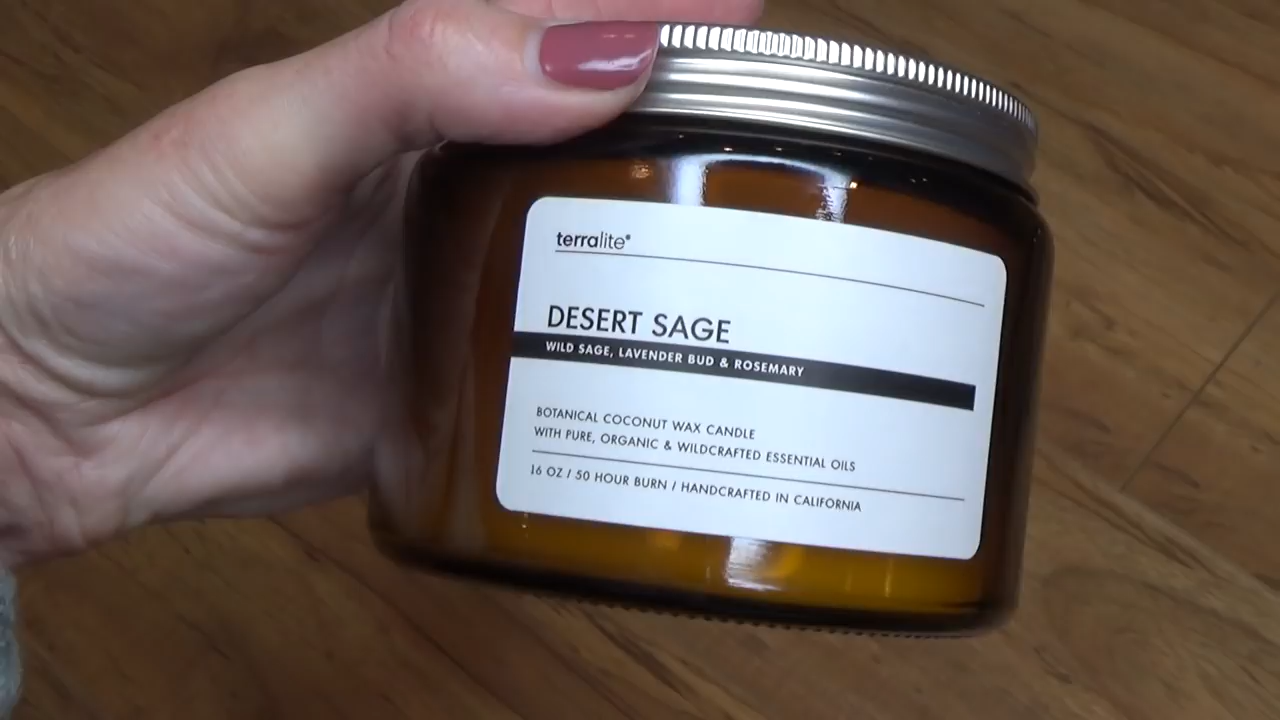 terralite®
DESERT SAGE
WILD SAGE, LAVENDER BUD & ROSEMARY
BOTANICAL COCONUT WAX CANDLE
WITH PURE, ORGANIC & WILDCRAFTED ESSENTIAL OILS
16 OZ / 50 HOUR BURN / HANDCRAFTED IN CALIFORNIA